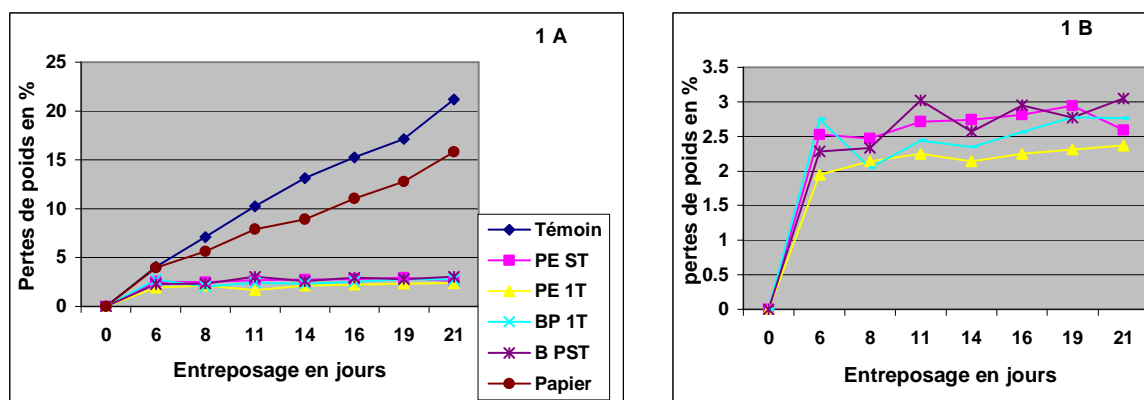 1 A
Pertes de poids en %
25
20
15
10
5
0
0 6 8 11 14 16 19 21
Entreposage en jours
Témoin
PE ST
PE 1T
BP 1T
B PST
Papier
1 B
pertes de poids en %
3.5
3
2.5
2
1.5
1
0.5
0
0 6 8 11 14 16 19 21
Entreposage en jours